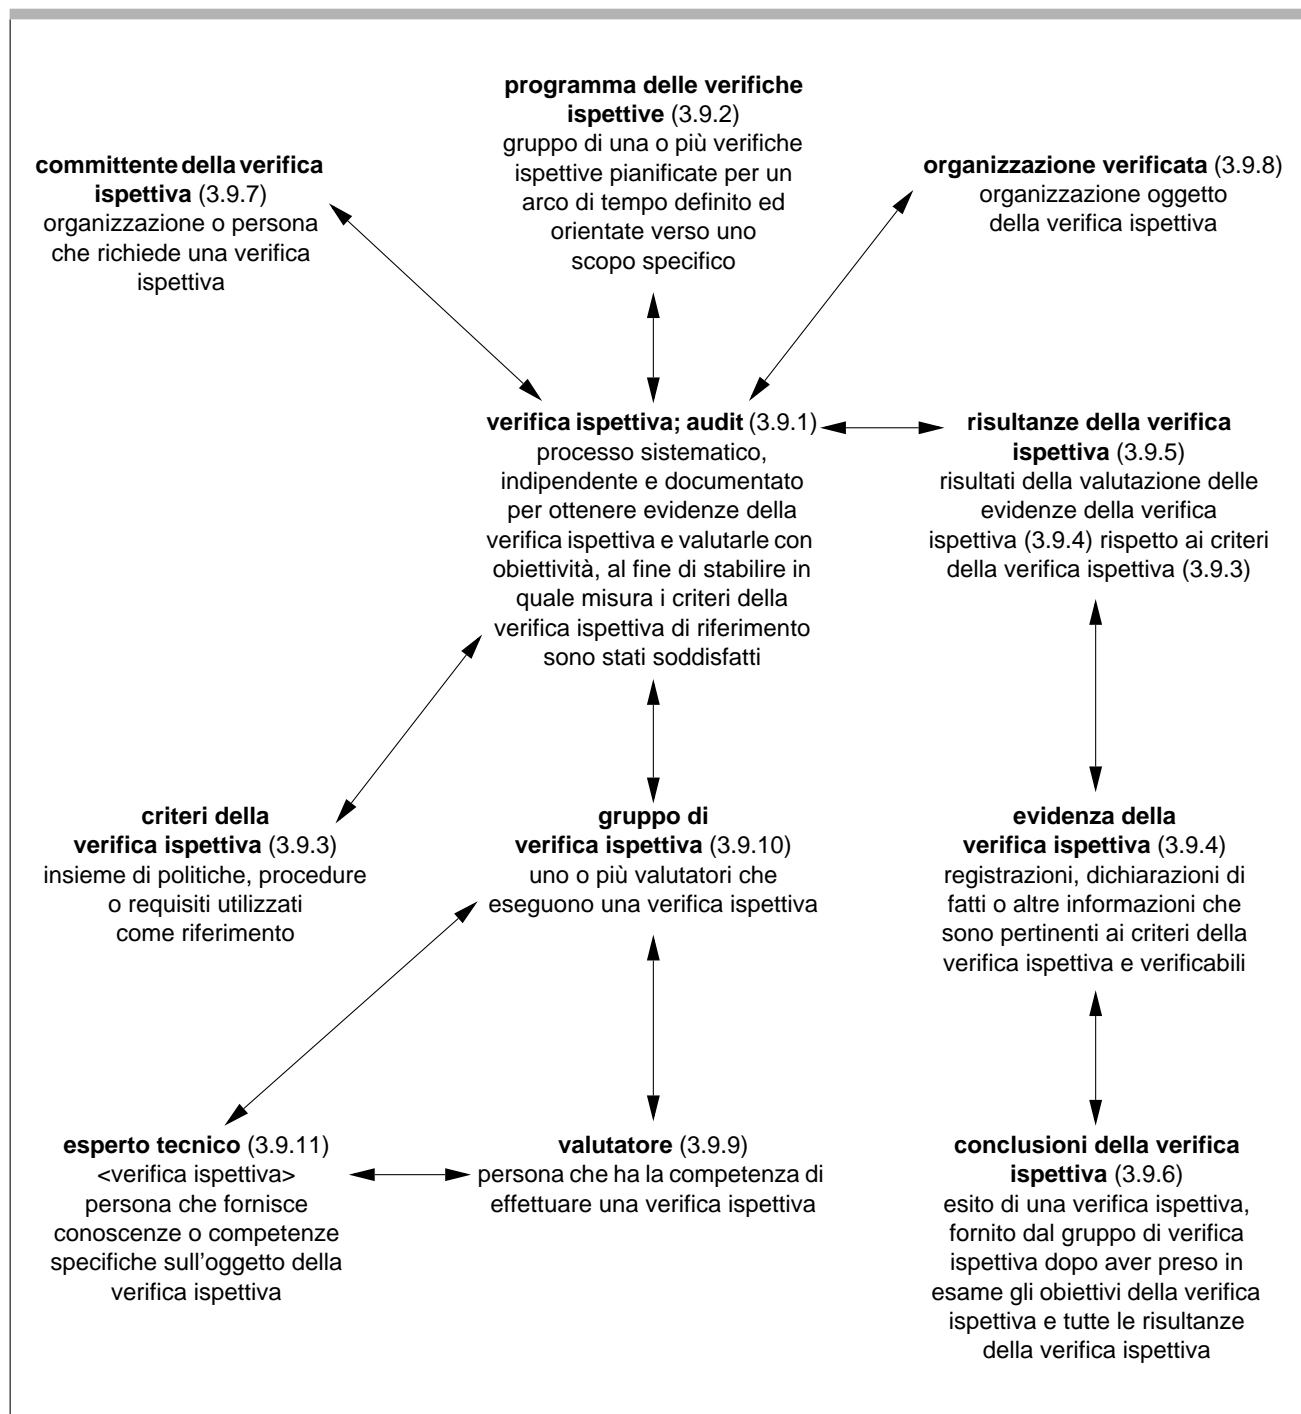 programma delle verifiche
ispettive (3.9.2)
gruppo di una o più verifiche
ispettive pianificate per un
arco di tempo definito ed
orientate verso uno
scopo specifico
committente della verifica
ispettiva (3.9.7)
organizzazione o persona
che richiede una verifica
ispettiva
organizzazione verificata (3.9.8)
organizzazione oggetto
della verifica ispettiva
verifica ispettiva; audit (3.9.1)
processo sistematico,
indipendente e documentato
per ottenere evidenze della
verifica ispettiva e valutarle con
obiettività, al fine di stabilire in
quale misura i criteri della
verifica ispettiva di riferimento
sono stati soddisfatti
risultanze della verifica
ispettiva (3.9.5)
risultati della valutazione delle
evidenze della verifica
ispettiva (3.9.4) rispetto ai criteri
della verifica ispettiva (3.9.3)
criteri della
verifica ispettiva (3.9.3)
insieme di politiche, procedure
o requisiti utilizzati
come riferimento
gruppo di
verifica ispettiva (3.9.10)
uno o più valutatori che
eseguono una verifica ispettiva
evidenza della
verifica ispettiva (3.9.4)
registrazioni, dichiarazioni di
fatti o altre informazioni che
sono pertinenti ai criteri della
verifica ispettiva e verificabili
esperto tecnico (3.9.11)
<verifica ispettiva>
persona che fornisce
conoscenze o competenze
specifiche sull’oggetto della
verifica ispettiva
valutatore (3.9.9)
persona che ha la competenza di
effettuare una verifica ispettiva
conclusioni della verifica
ispettiva (3.9.6)
esito di una verifica ispettiva,
fornito dal gruppo di verifica
ispettiva dopo aver preso in
esame gli obiettivi della verifica
ispettiva e tutte le risultanze
della verifica ispettiva